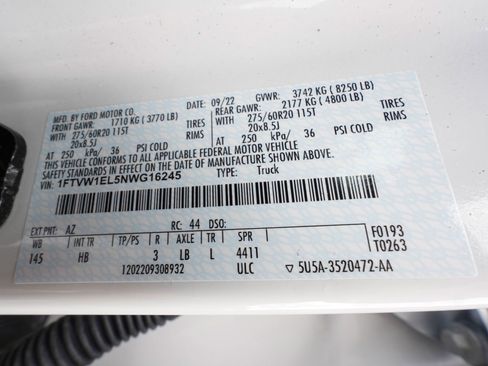 MFD. BY FORD MOTOR CO.
09/22 GVWR: 3742 KG (8250 LB)
FRONT GAWR: 1710 KG (3770 LB) REAR GAWR: 2177 KG (4800 LB)
WITH 275/60R20 115T TIRES WITH 275/60R20 115T TIRES
20x8.5J RIMS 20x8.5J RIMS
AT 250 kPa/ 36 PSI COLD AT 250 kPa/ 36 PSI COLD
THIS VEHICLE CONFORMS TO ALL APPLICABLE FEDERAL MOTOR VEHICLE
SAFETY STANDARDS IN EFFECT ON THE DATE OF MANUFACTURE SHOWN ABOVE.
VIN: 1FTVW1EL5NWG16245 TYPE: Truck
EXT PNT: AZ RC: 44 DSO: F0193
WB INT TR TP/PS R AXLE TR SPR T0263
145 HB 3 LB L 4411
1202209308932 ULC ▽5U5A-3520472-AA